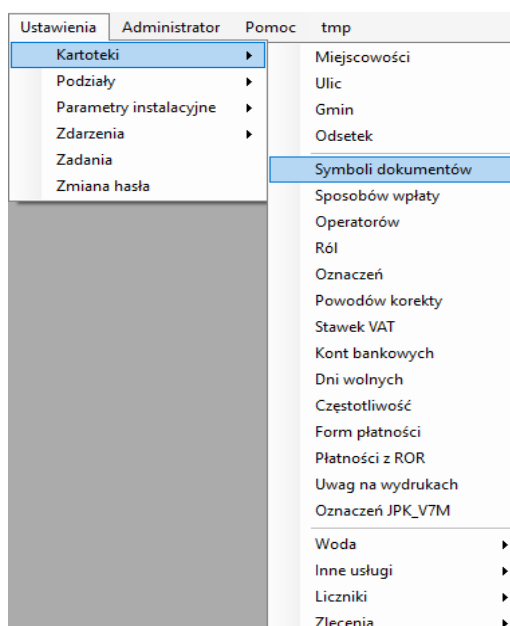 Ustawienia Administrator Pomoc tmp
Kartoteki
Podziały
Parametry instalacyjne
Zdarzenia
Zadania
Zmiana hasła
Miejscowości
Ulic
Gmin
Odsetek
Symboli dokumentów
Sposobów wpłaty
Operatorów
Ról
Oznaczeń
Powodów korekty
Stawek VAT
Kont bankowych
Dni wolnych
Częstotliwość
Form płatności
Płatności z ROR
Uwag na wydrukach
Oznaczeń JPK_V7M
Woda
Inne usługi
Liczniki
Zlecenia